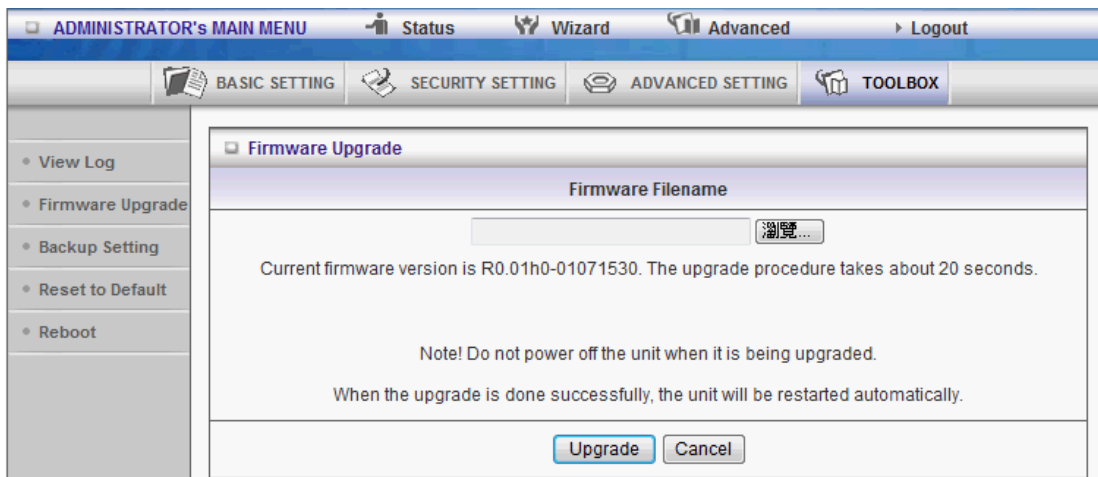 ADMINISTRATOR's MAIN MENU Status Wizard Advanced Logout
BASIC SETTING SECURITY SETTING ADVANCED SETTING TOOLBOX
View Log
Firmware Upgrade
Backup Setting
Reset to Default
Reboot
Firmware Upgrade
Firmware Filename
瀏覽...
Current firmware version is R0.01h0-01071530. The upgrade procedure takes about 20 seconds.
Note! Do not power off the unit when it is being upgraded.
When the upgrade is done successfully, the unit will be restarted automatically.
Upgrade Cancel